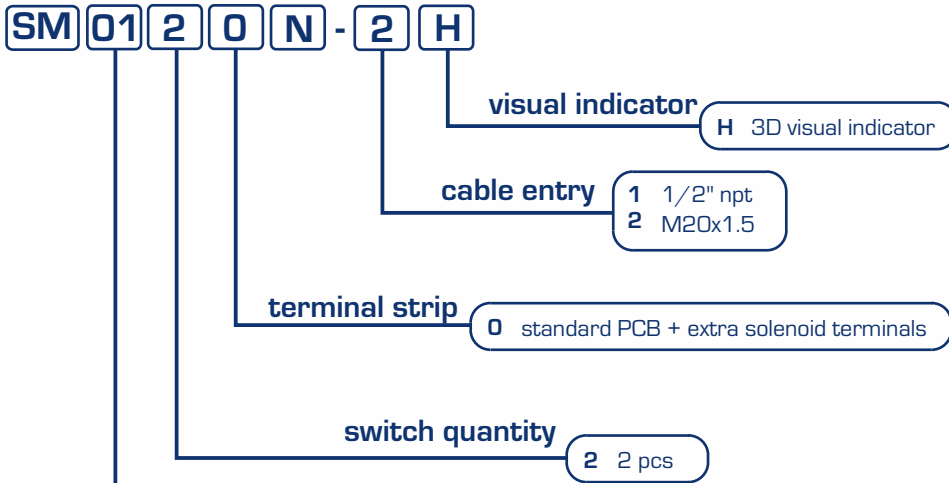 SM 01 2 0 N - 2 H
visual indicator
H 3D visual indicator
cable entry
1 1/2" npt
2 M20x1.5
terminal strip
0 standard PCB + extra solenoid terminals
switch quantity
2 2 pcs